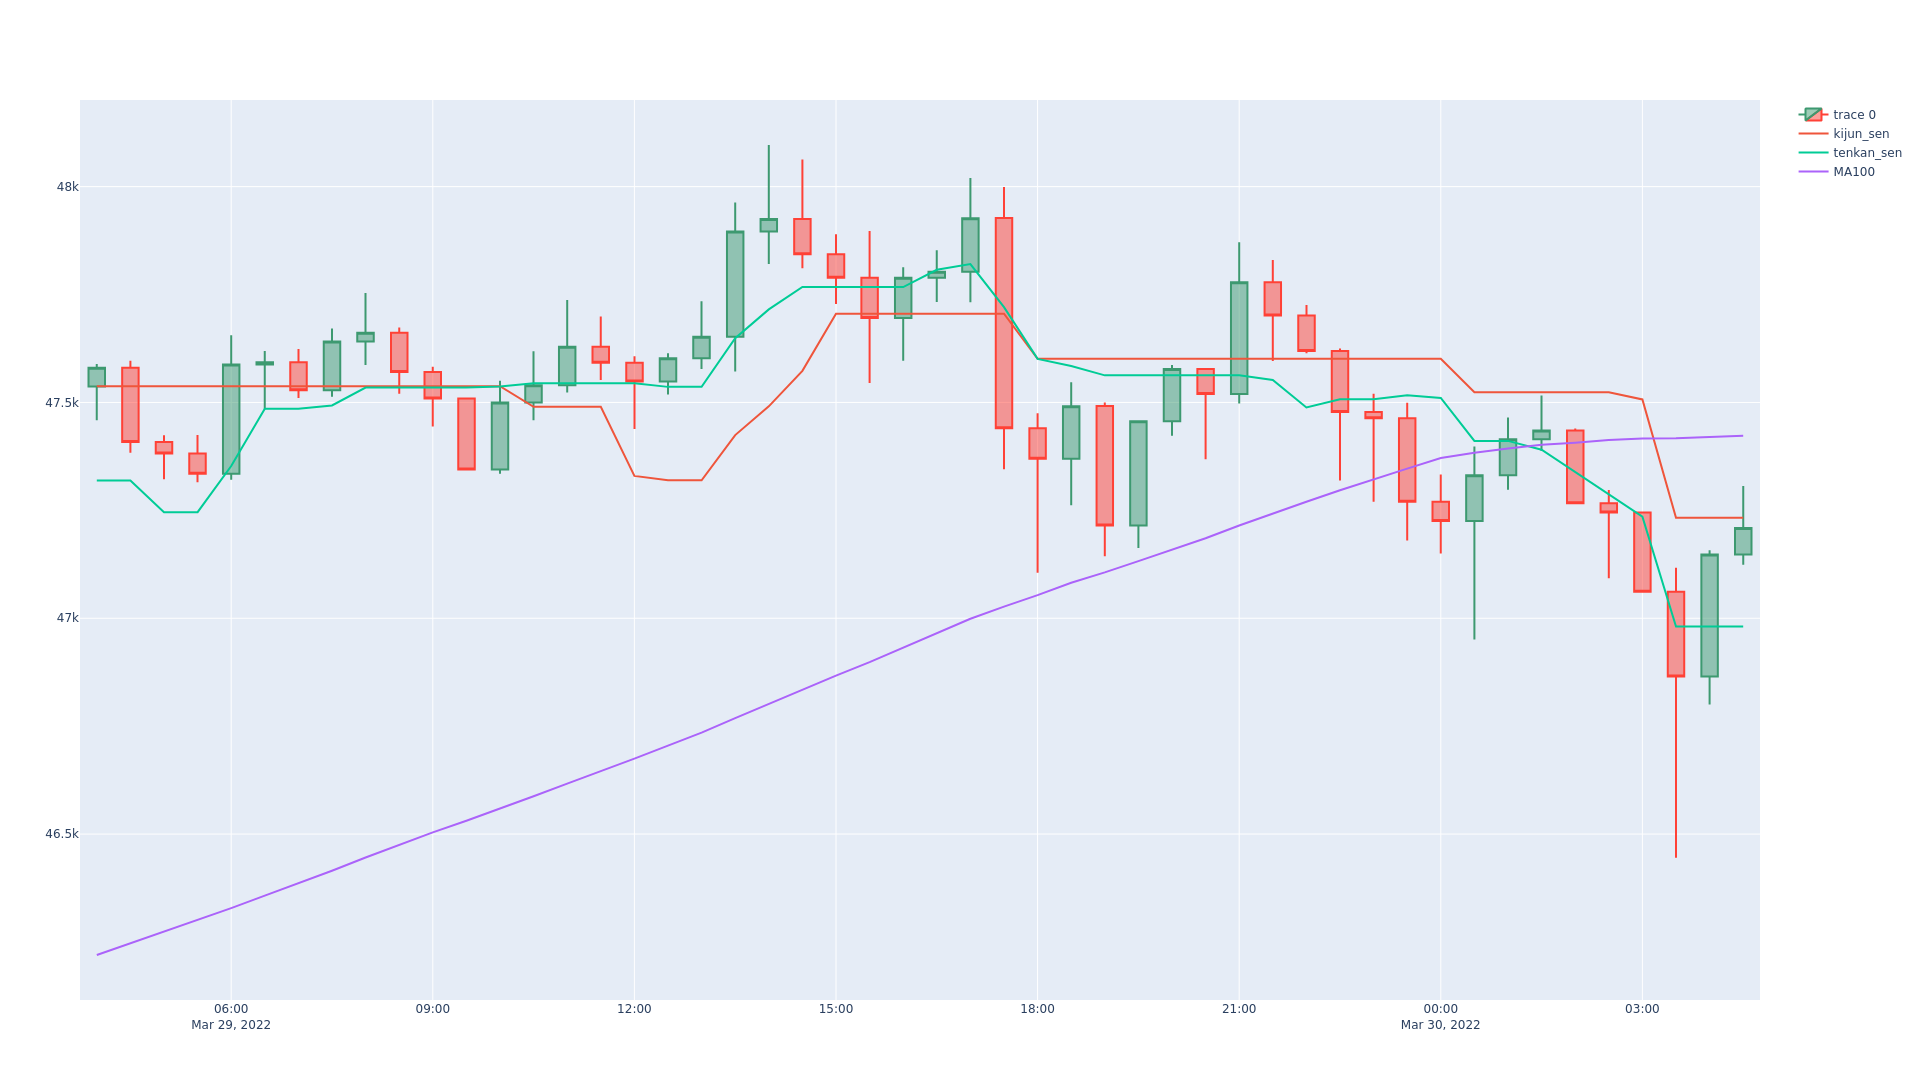 trace 0
kijun_sen
tenkan_sen
MA100
48k
47.5k
47k
46.5k
06:00 09:00 12:00 15:00 18:00 21:00 00:00 03:00
Mar 29, 2022 Mar 30, 2022